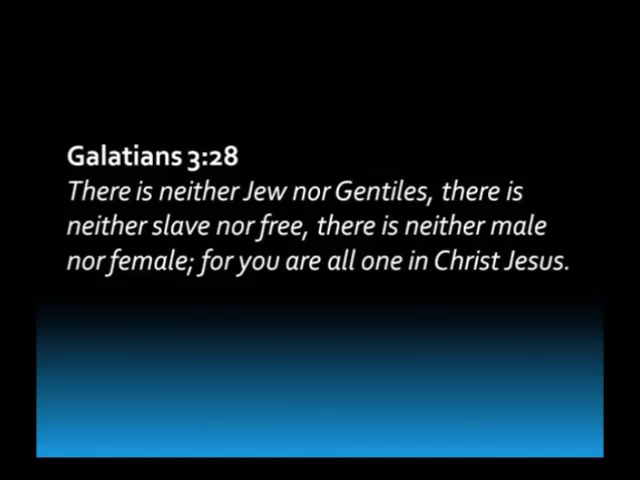 Galatians 3:28
There is neither Jew nor Gentiles, there is
neither slave nor free, there is neither male
nor female; for you are all one in Christ Jesus.